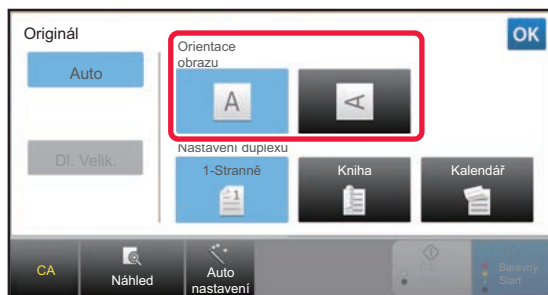 Originál
OK
Orientace
obrazu
Auto
A
A
Nastavení duplexu
Dl. Velik.
1-Stranně
1
Kniha
Kalendář
CA
Náhled
Auto
nastavení
Barevný
Start